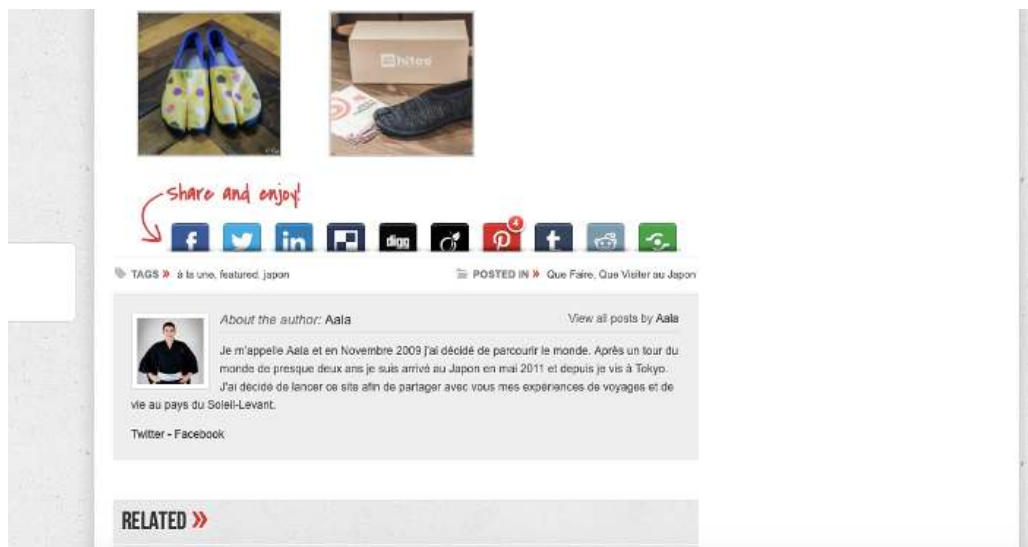 hitoe
share and enjoy!
4
f in digg t
TAGS » à la une, featured, japon
POSTED IN » Que Faire, Que Visiter au Japon
About the author: Aala
View all posts by Aala
Je m'appelle Aala et en Novembre 2009 j'ai décidé de parcourir le monde. Après un tour du
monde de presque deux ans je suis arrivé au Japon en mai 2011 et depuis je vis à Tokyo.
J'ai décidé de lancer ce site afin de partager avec vous mes expériences de voyages et de
vie au pays du Soleil-Levant.
Twitter - Facebook
RELATED »